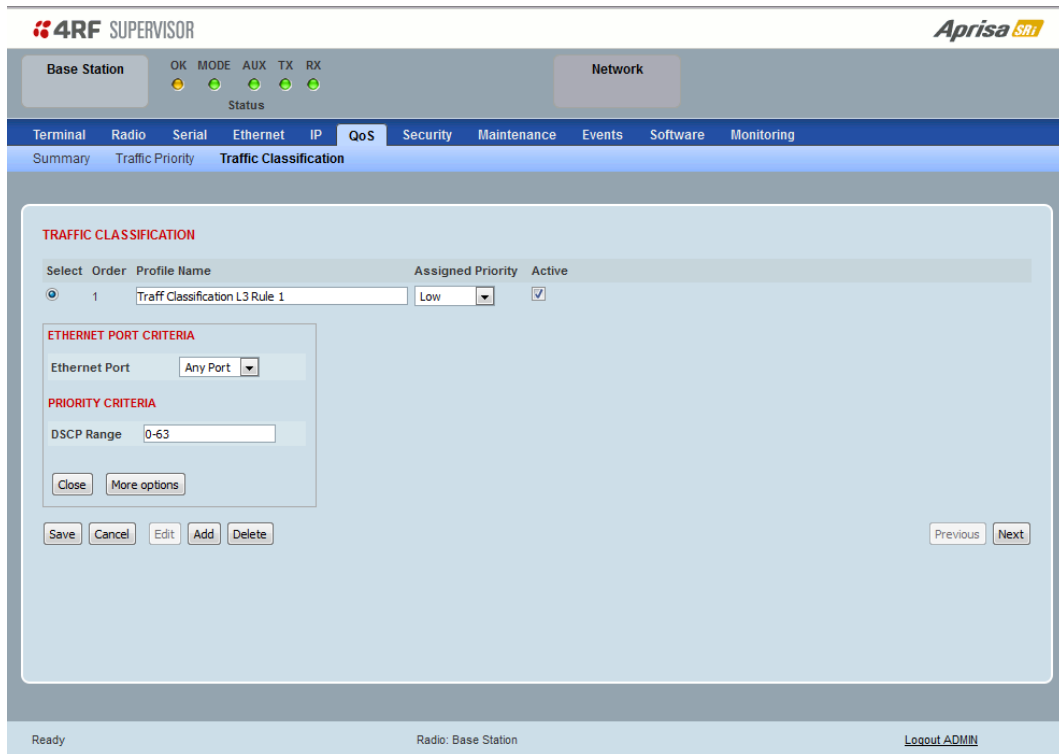 4RF SUPERVISOR
Aprisa SRi
Base Station
OK MODE AUX TX RX
Status
Network
Terminal Radio Serial Ethernet IP QoS Security Maintenance Events Software Monitoring
Summary Traffic Priority Traffic Classification
TRAFFIC CLASSIFICATION
Select Order Profile Name Assigned Priority Active
1 Traff Classification L3 Rule 1 Low
ETHERNET PORT CRITERIA
Ethernet Port Any Port
PRIORITY CRITERIA
DSCP Range 0-63
Close More options
Save Cancel Edit Add Delete Previous Next
Ready Radio: Base Station Logout ADMIN